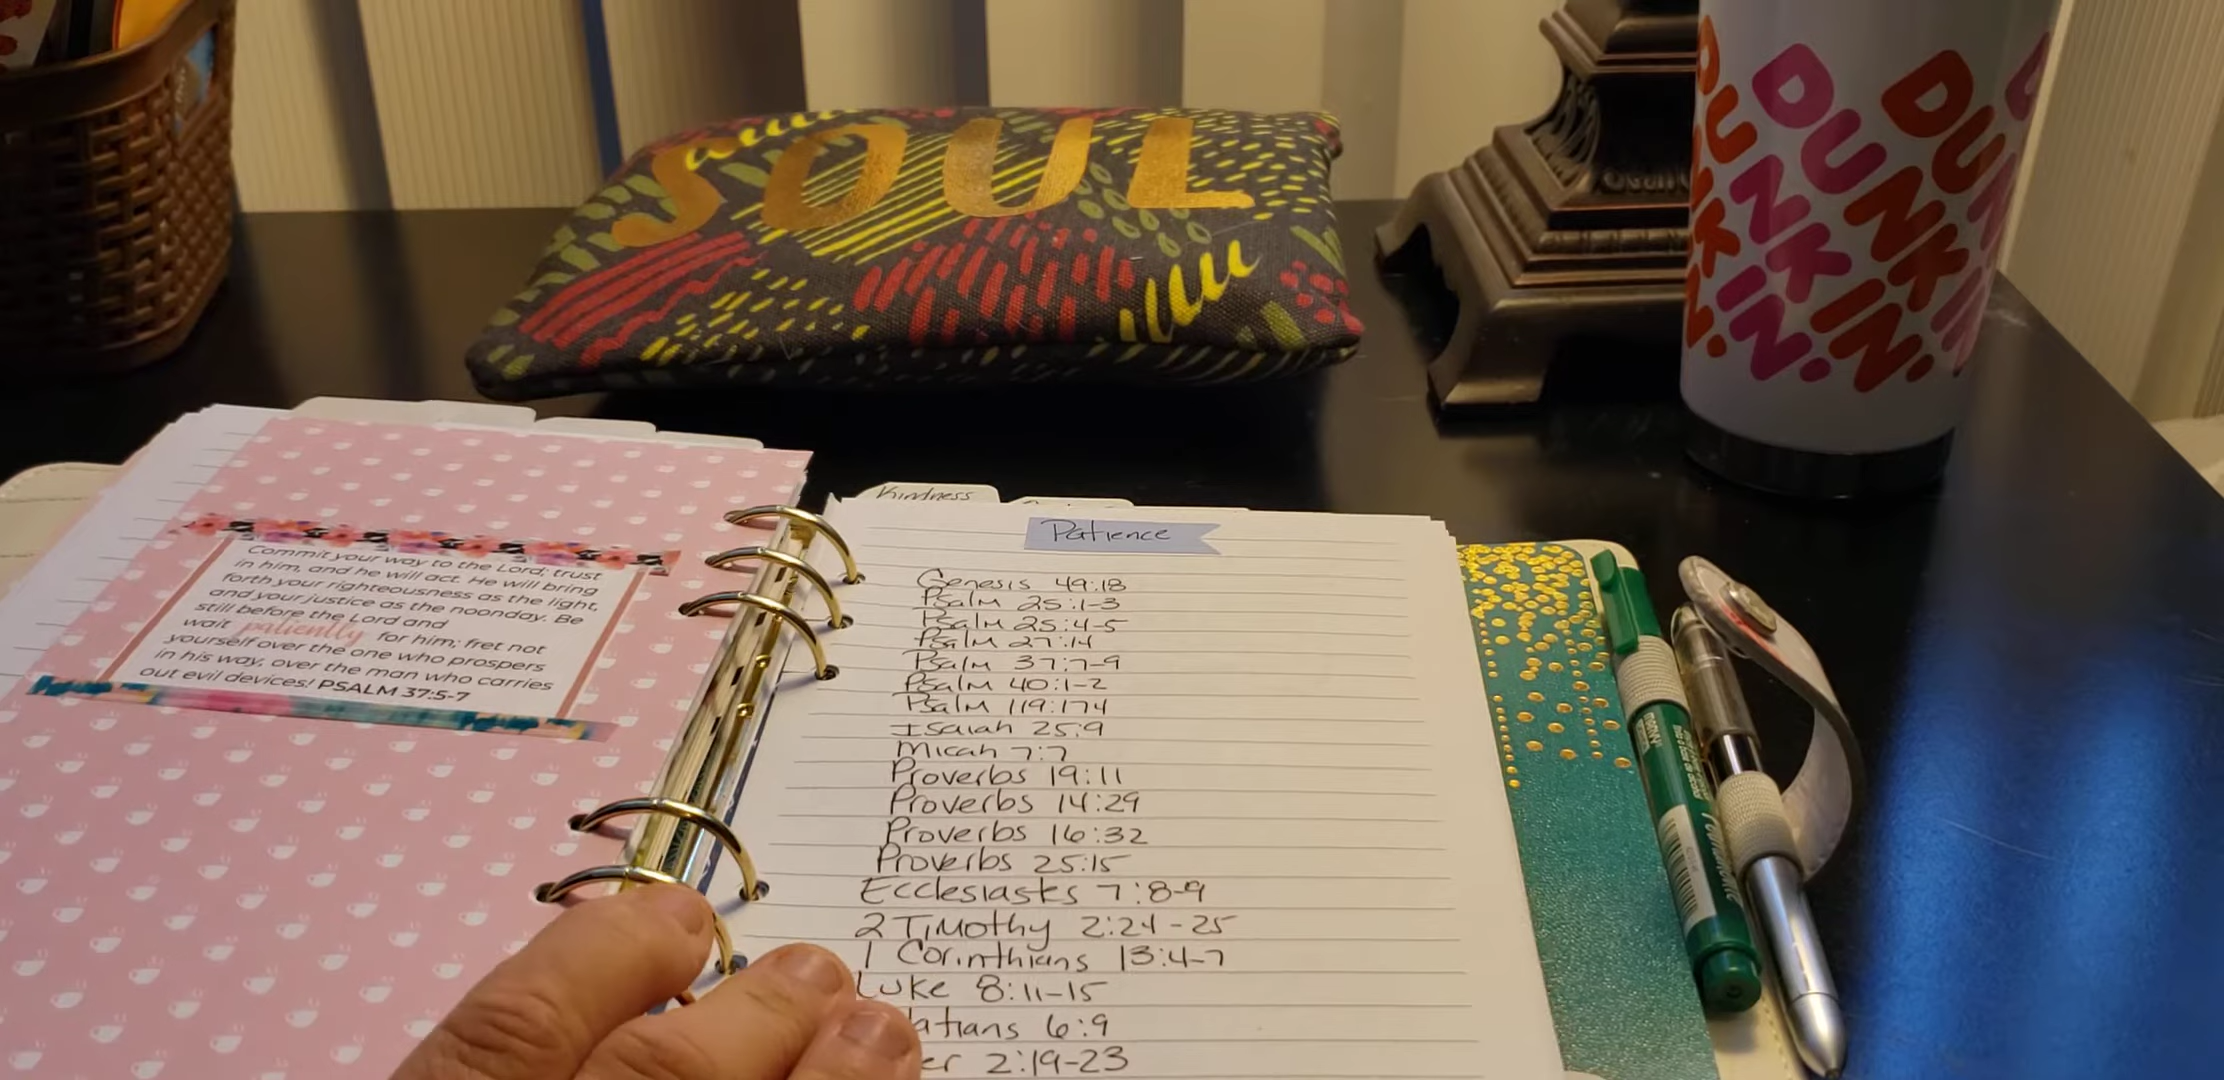 SOUL
DUNKIN'
DUNKIN'
DUNKIN'
Commit your way to the Lord; trust
in him, and he will act. He will bring
forth your righteousness as the light,
and your justice as the noonday. Be
still before the Lord and
wait patiently for him; fret not
yourself over the one who prospers
in his way, over the man who carries
out evil devices! PSALM 37:5-7
Kindness
Patience
Genesis 49:18
Psalm 25:1-3
Psalm 25:4-5
Psalm 27:14
Psalm 37:7-9
Psalm 40:1-2
Psalm 119:174
Isaiah 25:9
Micah 7:7
Proverbs 19:11
Proverbs 14:29
Proverbs 16:32
Proverbs 25:15
Ecclesiastes 7:8-9
2 Timothy 2:24-25
1 Corinthians 13:4-7
Luke 8:11-15
latians 6:9
er 2:19-23